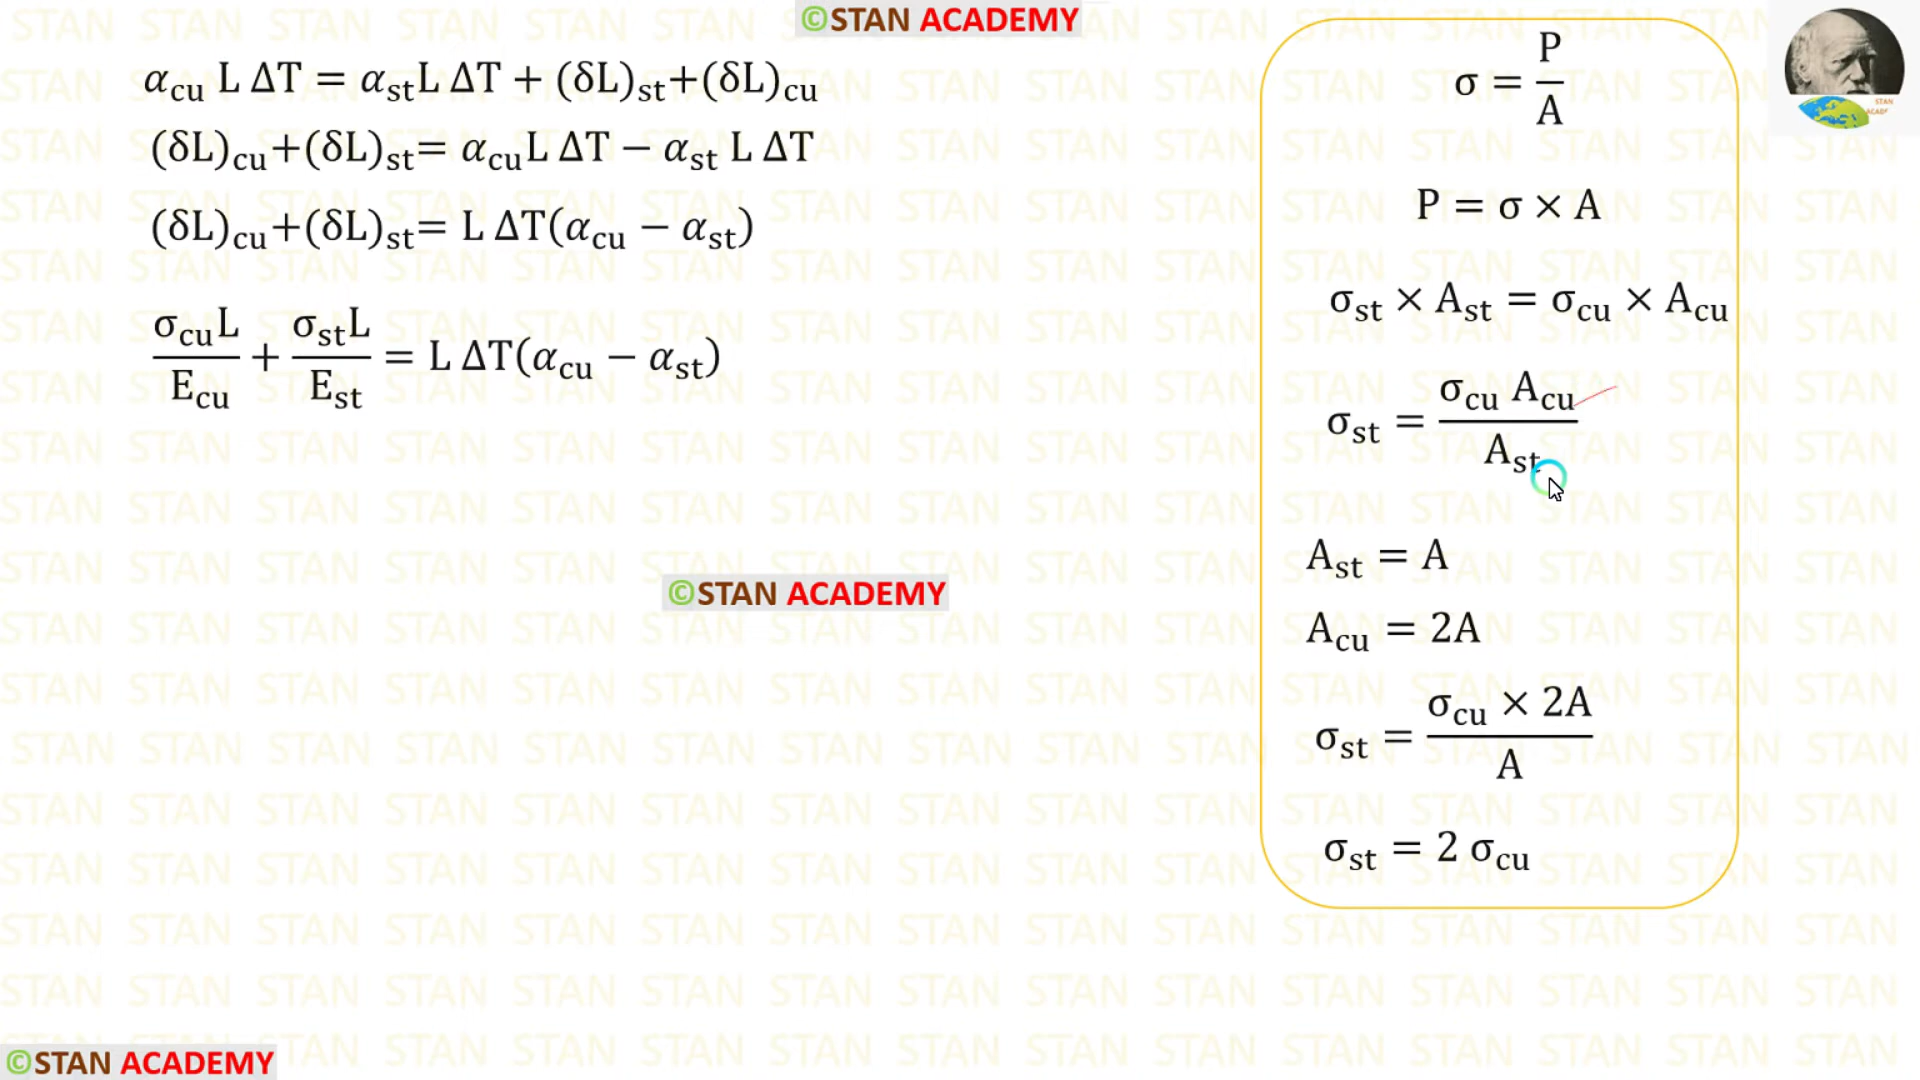 ©STAN ACADEMY
α_cu L ΔT = α_st L ΔT + (δL)_st+(δL)_cu
(δL)_cu+(δL)_st= α_cu L ΔT − α_st L ΔT
(δL)_cu+(δL)_st= L ΔT(α_cu − α_st)
σ_cu L / E_cu + σ_st L / E_st = L ΔT(α_cu − α_st)
©STAN ACADEMY
©STAN ACADEMY
σ = P / A
P = σ × A
σ_st × A_st = σ_cu × A_cu
σ_st = σ_cu A_cu / A_st
A_st = A
A_cu = 2A
σ_st = σ_cu × 2A / A
σ_st = 2 σ_cu
STAN